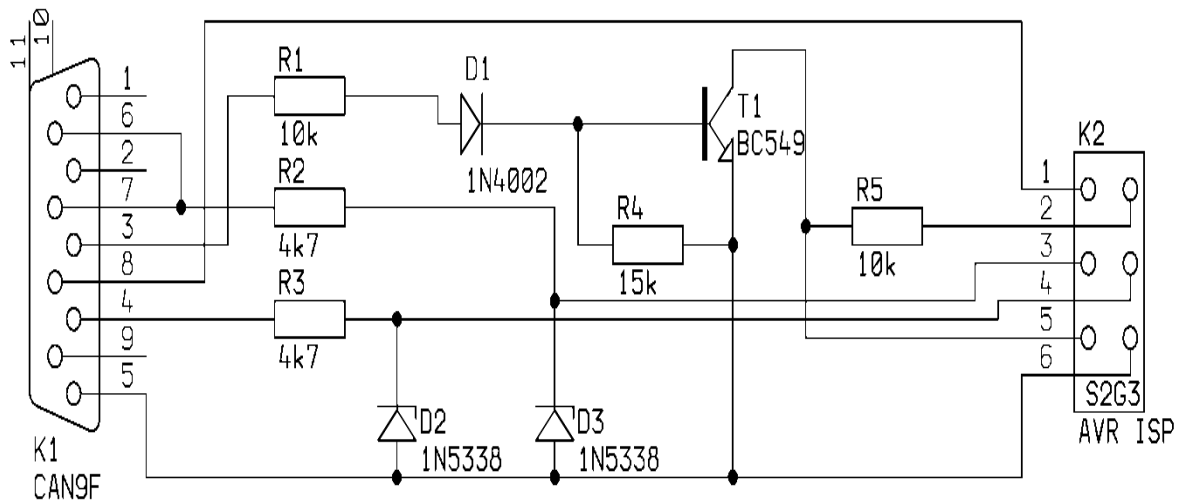 11
10
1
6
2
7
3
8
4
9
5
K1
CAN9F
R1
10k
R2
4k7
R3
4k7
D1
1N4002
R4
15k
D2
1N5338
D3
1N5338
T1
BC549
R5
10k
K2
1
2
3
4
5
6
S2G3
AVR ISP